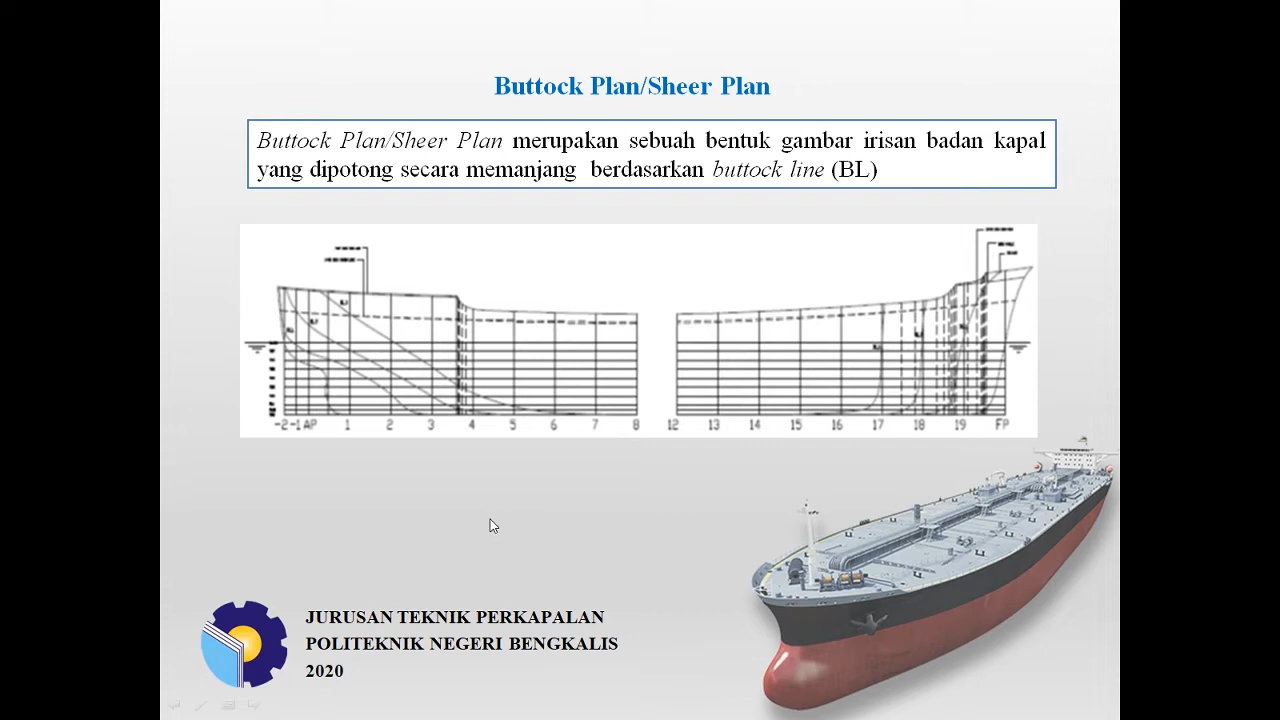 Buttock Plan/Sheer Plan
Buttock Plan/Sheer Plan merupakan sebuah bentuk gambar irisan badan kapal
yang dipotong secara memanjang berdasarkan buttock line (BL)
-2 -1 AP 1 2 3 4 5 6 7 8 12 13 14 15 16 17 18 19 FP
JURUSAN TEKNIK PERKAPALAN
POLITEKNIK NEGERI BENGKALIS
2020